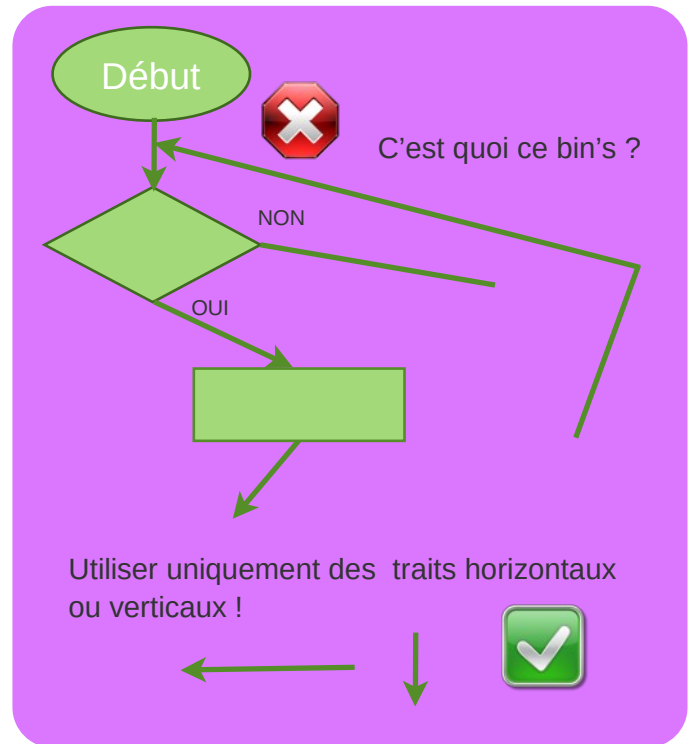 Début
C'est quoi ce bin's ?
NON
OUI
Utiliser uniquement des  traits horizontaux
ou verticaux !